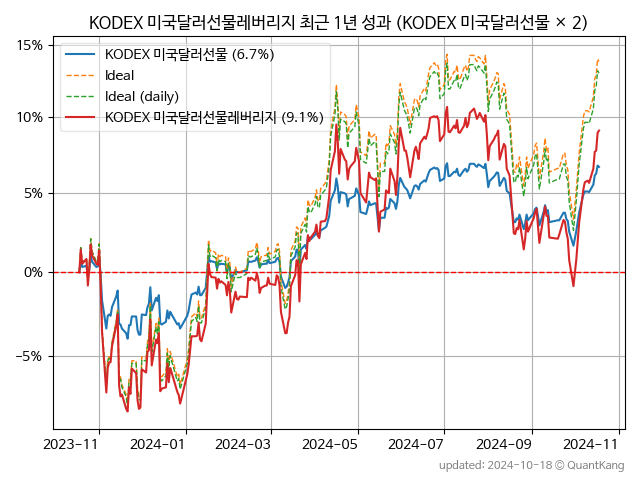 KODEX 미국달러선물레버리지 최근 1년 성과 (KODEX 미국달러선물 × 2)
15%
10%
5%
0%
−5%
KODEX 미국달러선물 (6.7%)
Ideal
Ideal (daily)
KODEX 미국달러선물레버리지 (9.1%)
2023-11
2024-01
2024-03
2024-05
2024-07
2024-09
2024-11
updated: 2024-10-18 © QuantKang